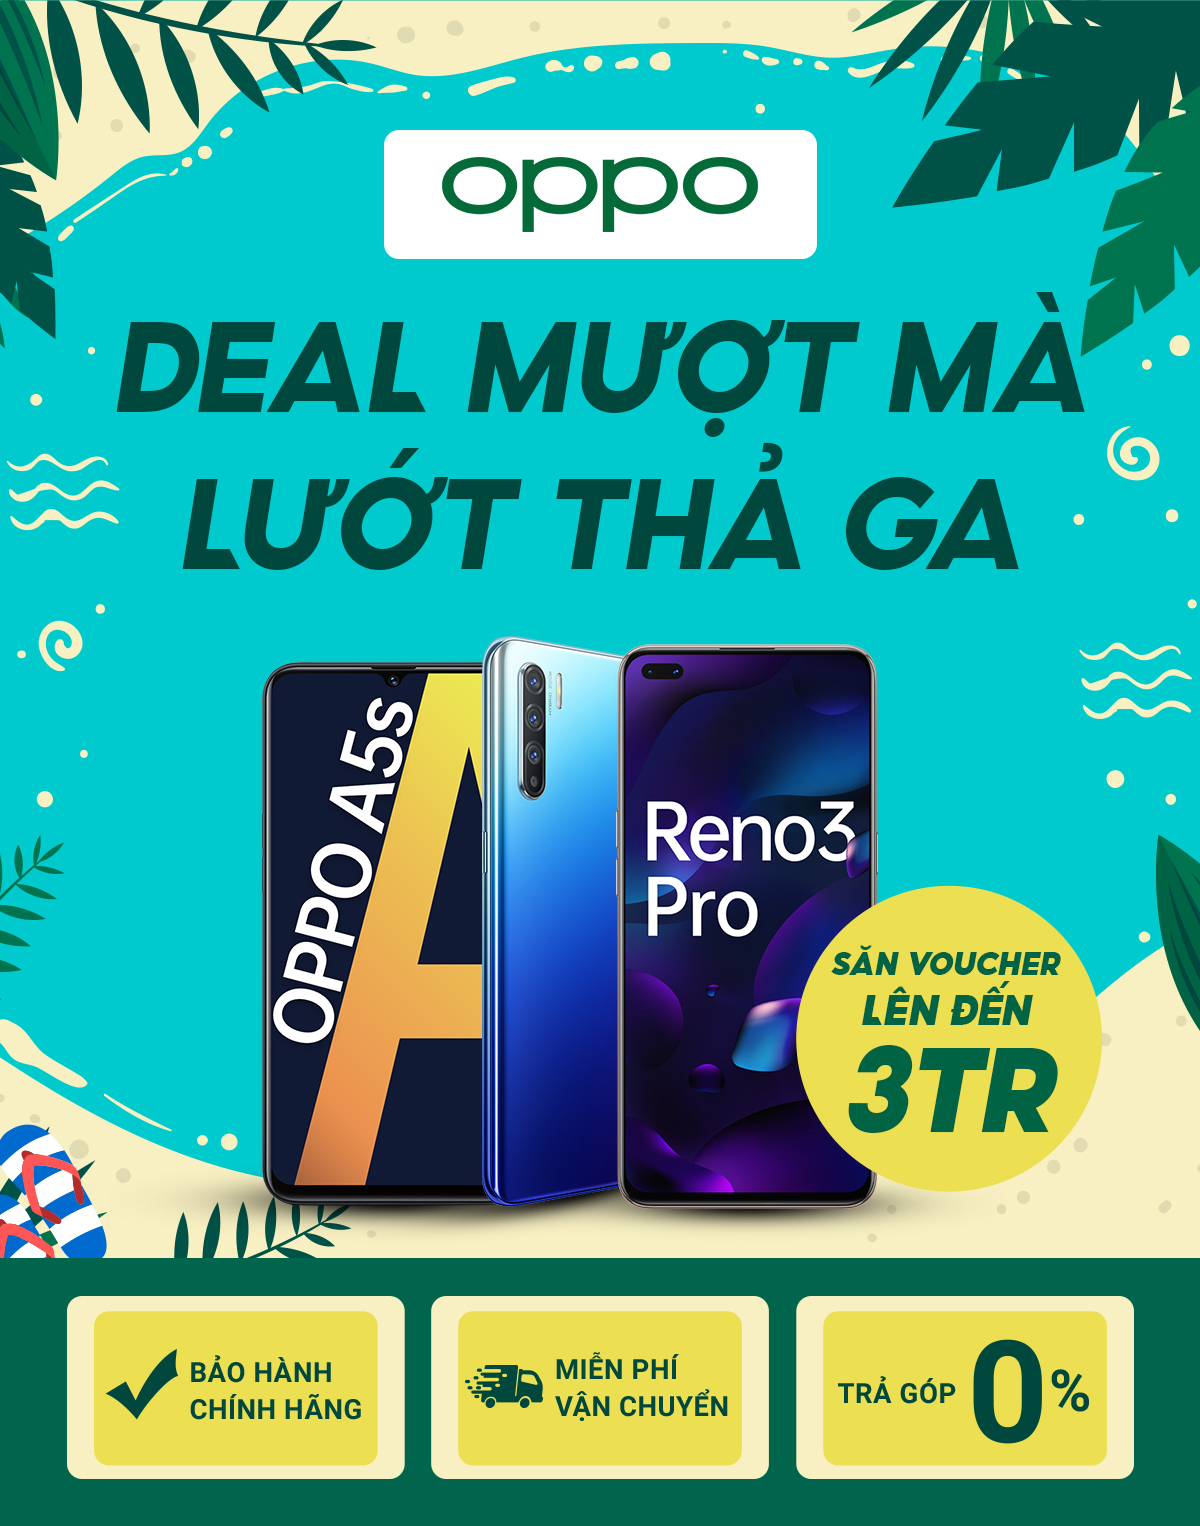 oppo
DEAL MƯỢT MÀ
LƯỚT THẢ GA
OPPO A5s
Reno3
Pro
SĂN VOUCHER
LÊN ĐẾN
3TR
BẢO HÀNH
CHÍNH HÃNG
MIỄN PHÍ
VẬN CHUYỂN
TRẢ GÓP 0%